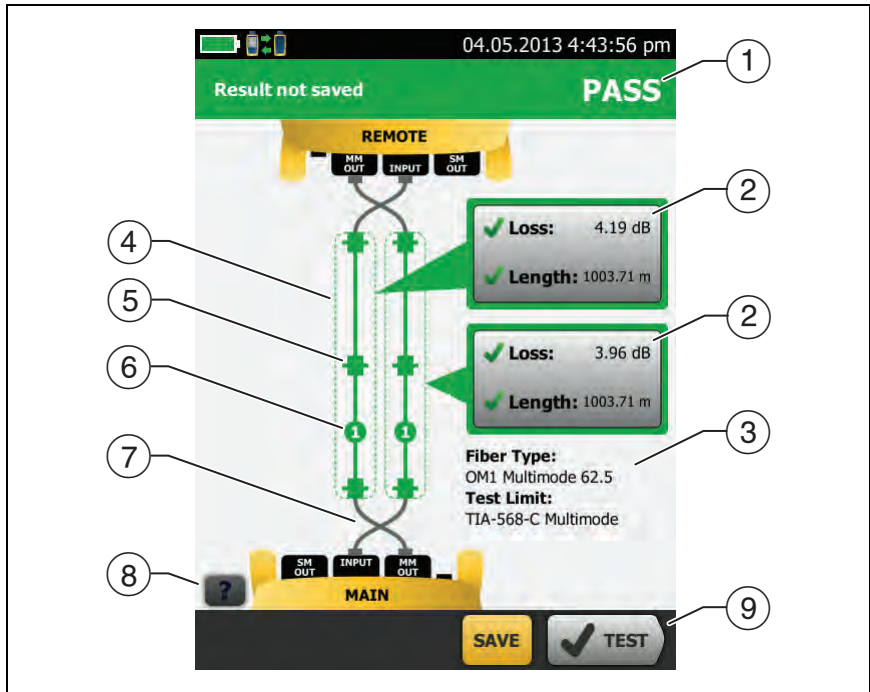 04.05.2013 4:43:56 pm
1
Result not saved PASS
REMOTE
MM OUT INPUT SM OUT
2
Loss: 4.19 dB
Length: 1003.71 m
4
5
2
Loss: 3.96 dB
Length: 1003.71 m
6
1 1
3
Fiber Type:
OM1 Multimode 62.5
Test Limit:
TIA-568-C Multimode
7
SM OUT INPUT MM OUT
8
?
MAIN
9
SAVE TEST